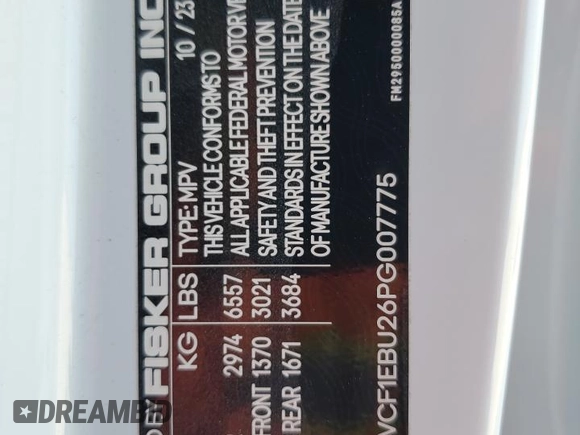 FISKER GROUP INC
KG LBS TYPE: MPV 10 / 23
THIS VEHICLE CONFORMS TO
2974 6557 ALL APPLICABLE FEDERAL MOTOR VE
FRONT 1370 3021 SAFETY AND THEFT PREVENTION
REAR 1671 3684 STANDARDS IN EFFECT ON THE DATE
OF MANUFACTURE SHOWN ABOVE
VCF1EBU26PG007775
FM29500000085A
DREAMBID